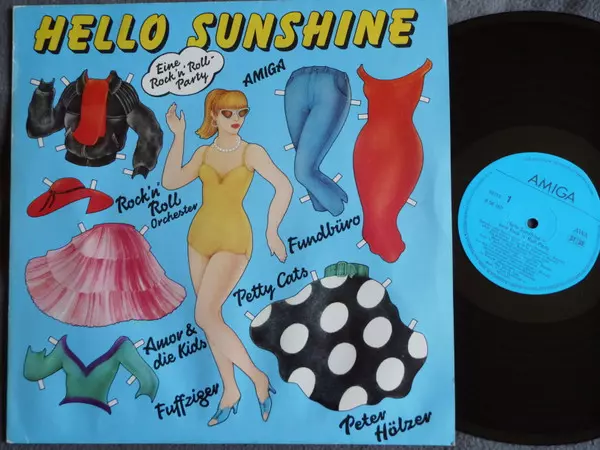 HELLO SUNSHINE
Eine
Rock'n'Roll-
Party
AMIGA
Rock'n'
Roll
Orchester
Fundbüro
Petty Cats
Amor &
die Kids
Fuffziger
Peter
Hölzer
AMIGA
1